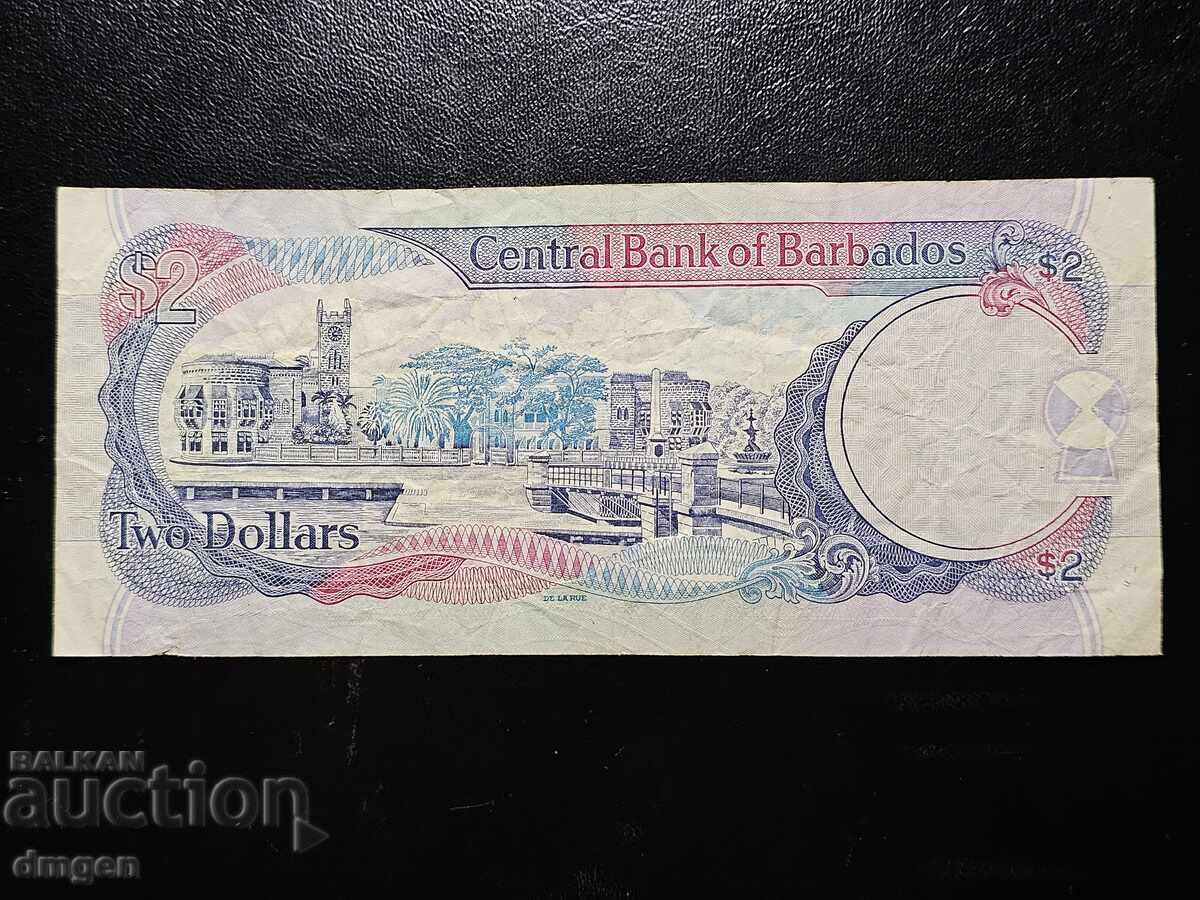 Central Bank of Barbados
$2
$2
Two Dollars
$2
DE LA RUE
BALKAN
auction
dmgen